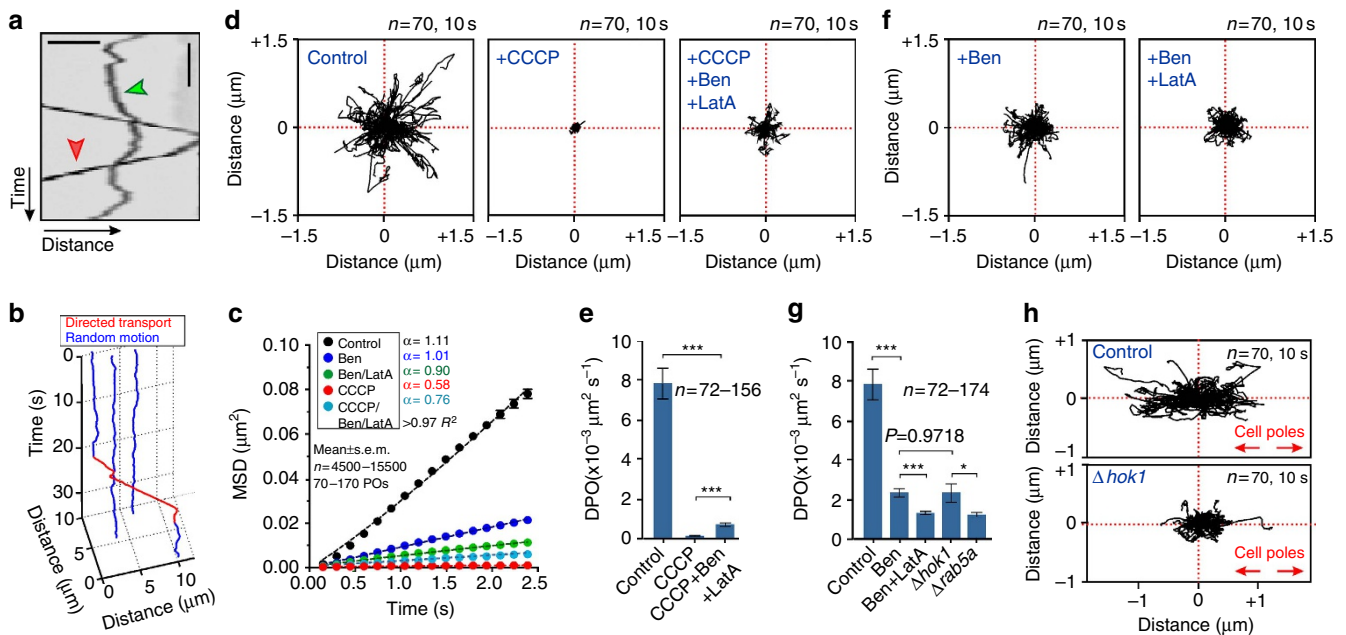 a
Time
Distance
b
Directed transport
Random motion
Time (s)
0
10
20
30
10
5
0
Distance (μm)
0
5
10
Distance (μm)
c
MSD (μm²)
0.10
0.08
0.06
0.04
0.02
0
Control α= 1.11
Ben α= 1.01
Ben/LatA α= 0.90
CCCP α= 0.58
CCCP/ α= 0.76
Ben/LatA >0.97 R²
Mean±s.e.m.
n=4500–15500
70–170 POs
0 0.5 1.0 1.5 2.0 2.5
Time (s)
d
n=70, 10 s
Control
+1.5
0
–1.5
Distance (μm)
–1.5 0 +1.5
Distance (μm)
n=70, 10 s
+CCCP
–1.5 0 +1.5
Distance (μm)
n=70, 10 s
+CCCP
+Ben
+LatA
–1.5 0 +1.5
Distance (μm)
e
DPO(x10⁻³ μm² s⁻¹)
10
8
6
4
2
0
***
n=72–156
***
Control
CCCP
CCCP+Ben
+LatA
f
n=70, 10 s
+Ben
+1.5
0
–1.5
Distance (μm)
–1.5 0 +1.5
Distance (μm)
n=70, 10 s
+Ben
+LatA
–1.5 0 +1.5
Distance (μm)
g
DPO(x10⁻³ μm² s⁻¹)
10
8
6
4
2
0
***
n=72–174
P=0.9718
***
*
Control
Ben
Ben+LatA
Δhok1
Δrab5a
h
+1
0
–1
Distance (μm)
Control
n=70, 10 s
Cell poles
+1
0
–1
Distance (μm)
Δhok1
n=70, 10 s
Cell poles
–1 0 +1
Distance (μm)